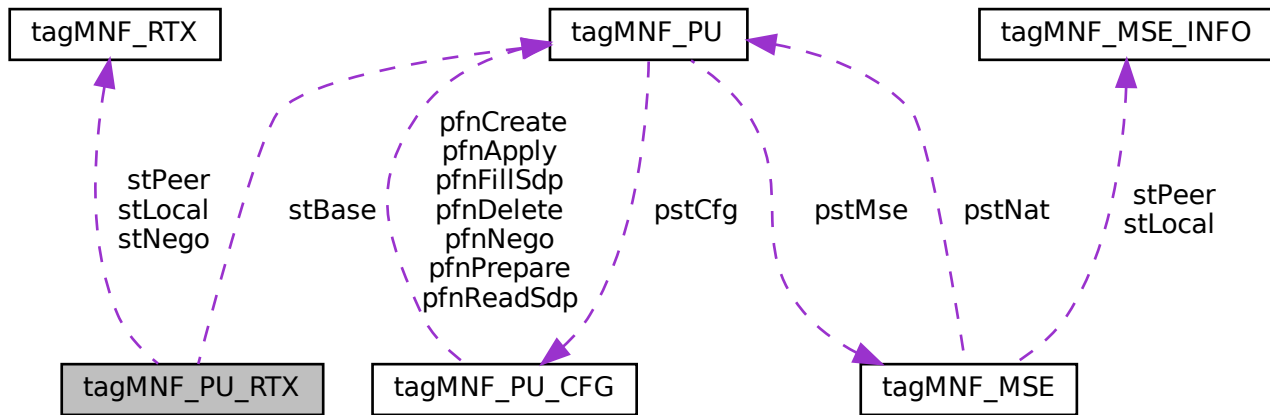 tagMNF_RTX
tagMNF_PU
tagMNF_MSE_INFO
stPeer
stLocal
stNego
stBase
pfnCreate
pfnApply
pfnFillSdp
pfnDelete
pfnNego
pfnPrepare
pfnReadSdp
pstCfg
pstMse
pstNat
stPeer
stLocal
tagMNF_PU_RTX
tagMNF_PU_CFG
tagMNF_MSE